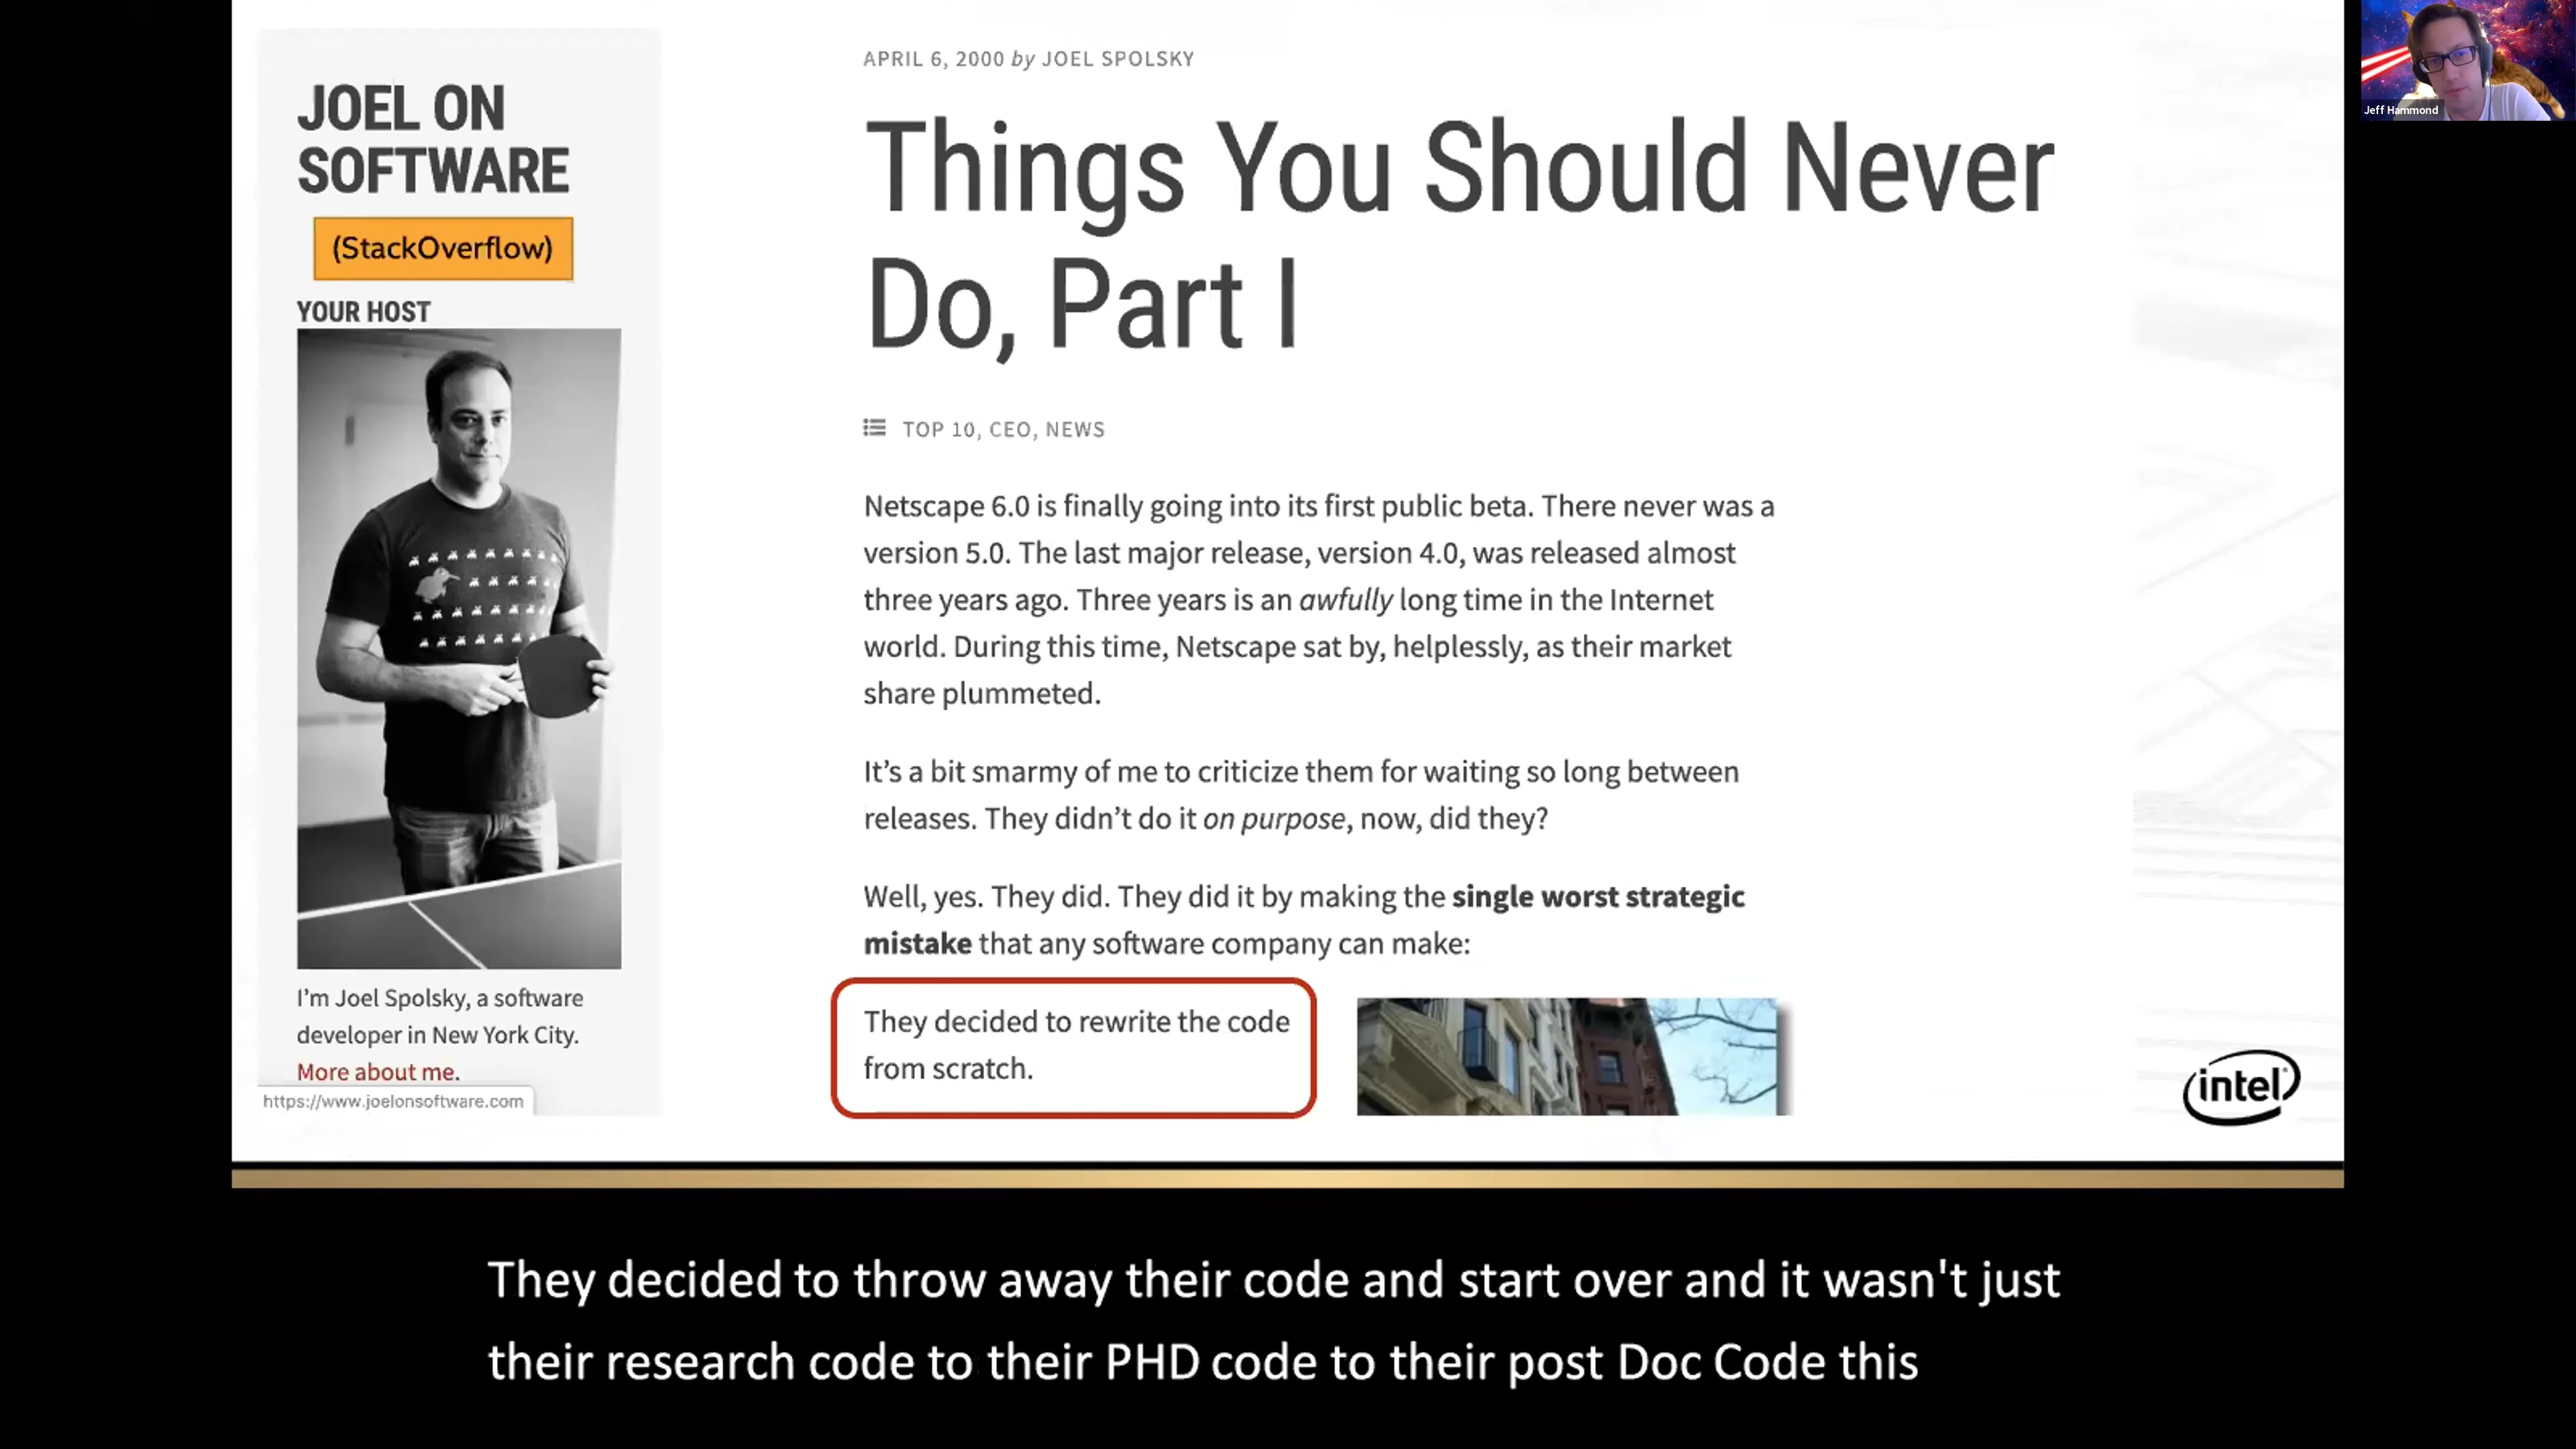 JOEL ON
SOFTWARE
(StackOverflow)
YOUR HOST
I'm Joel Spolsky, a software
developer in New York City.
More about me.
https://www.joelonsoftware.com
APRIL 6, 2000 by JOEL SPOLSKY
Things You Should Never
Do, Part I
TOP 10, CEO, NEWS
Netscape 6.0 is finally going into its first public beta. There never was a
version 5.0. The last major release, version 4.0, was released almost
three years ago. Three years is an awfully long time in the Internet
world. During this time, Netscape sat by, helplessly, as their market
share plummeted.
It's a bit smarmy of me to criticize them for waiting so long between
releases. They didn't do it on purpose, now, did they?
Well, yes. They did. They did it by making the single worst strategic
mistake that any software company can make:
They decided to rewrite the code
from scratch.
intel
Jeff Hammond
They decided to throw away their code and start over and it wasn't just
their research code to their PHD code to their post Doc Code this